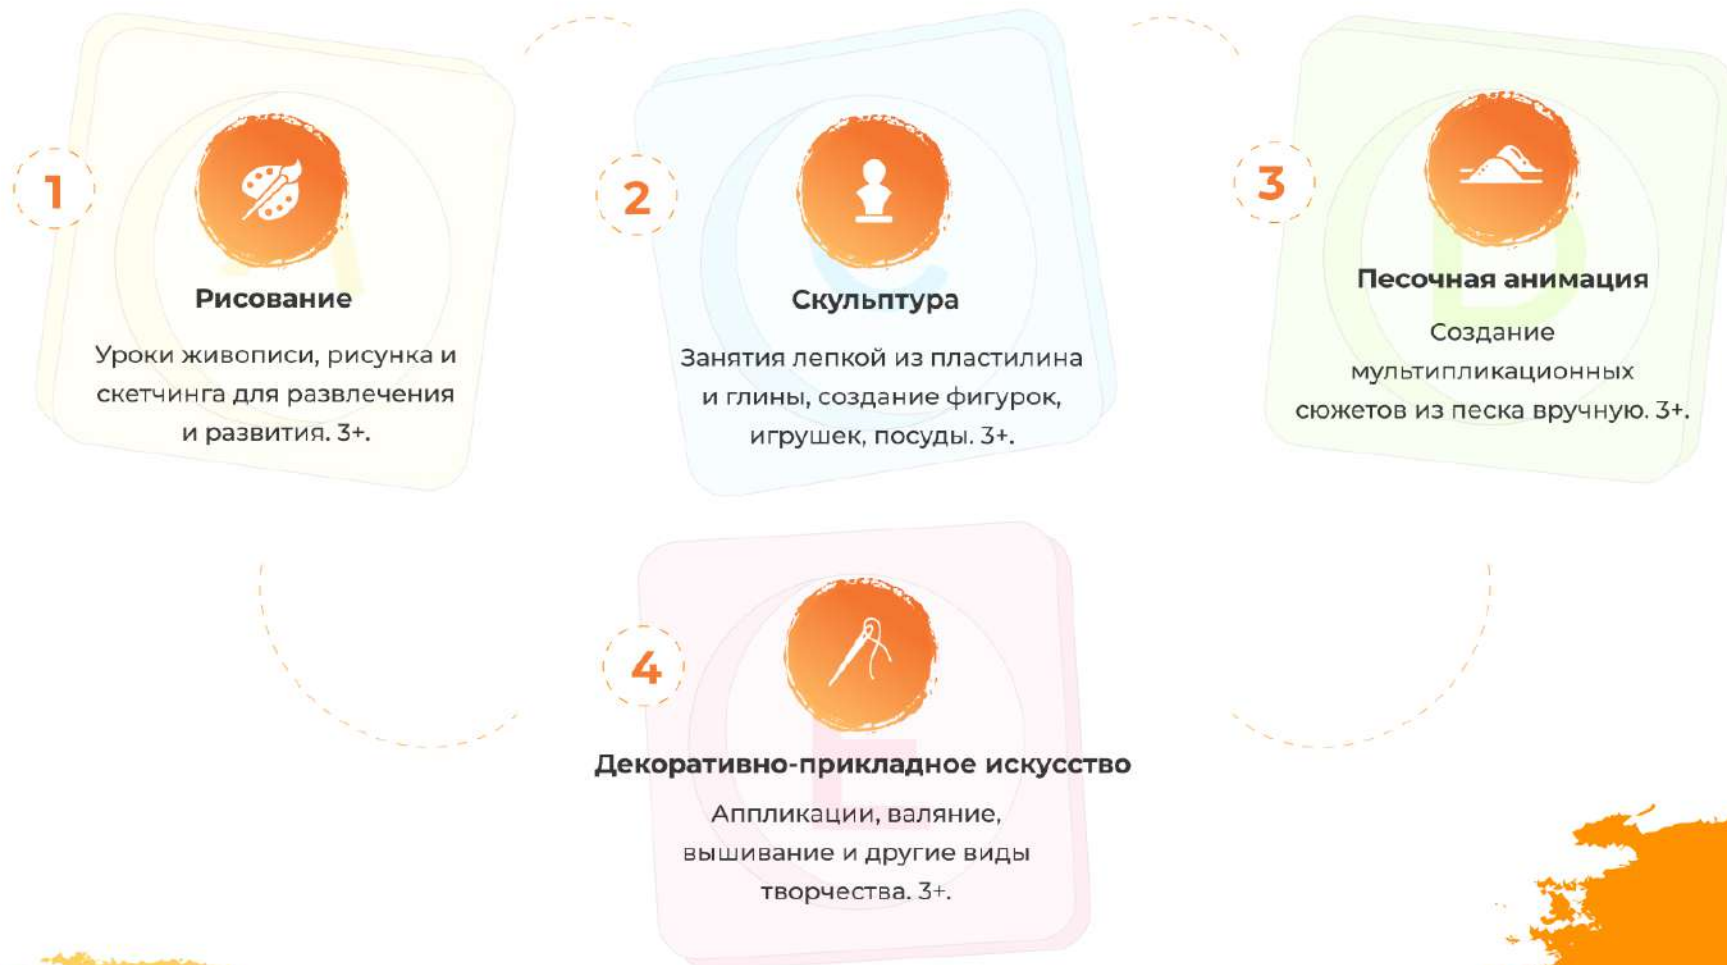 1
Рисование
Уроки живописи, рисунка и
скетчинга для развлечения
и развития. 3+.
2
Скульптура
Занятия лепкой из пластилина
и глины, создание фигурок,
игрушек, посуды. 3+.
3
Песочная анимация
Создание
мультипликационных
сюжетов из песка вручную. 3+.
4
Декоративно-прикладное искусство
Аппликации, валяние,
вышивание и другие виды
творчества. 3+.